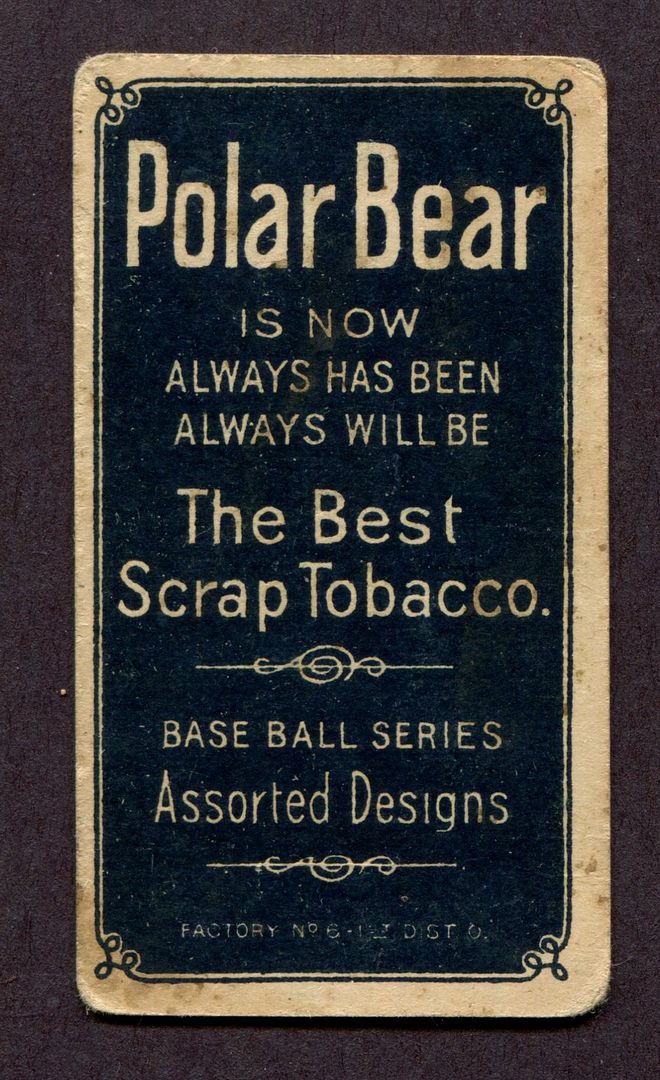 Polar Bear
IS NOW
ALWAYS HAS BEEN
ALWAYS WILL BE
The Best
Scrap Tobacco.
BASE BALL SERIES
Assorted Designs
FACTORY Nº 6 - 1ST DIST O.